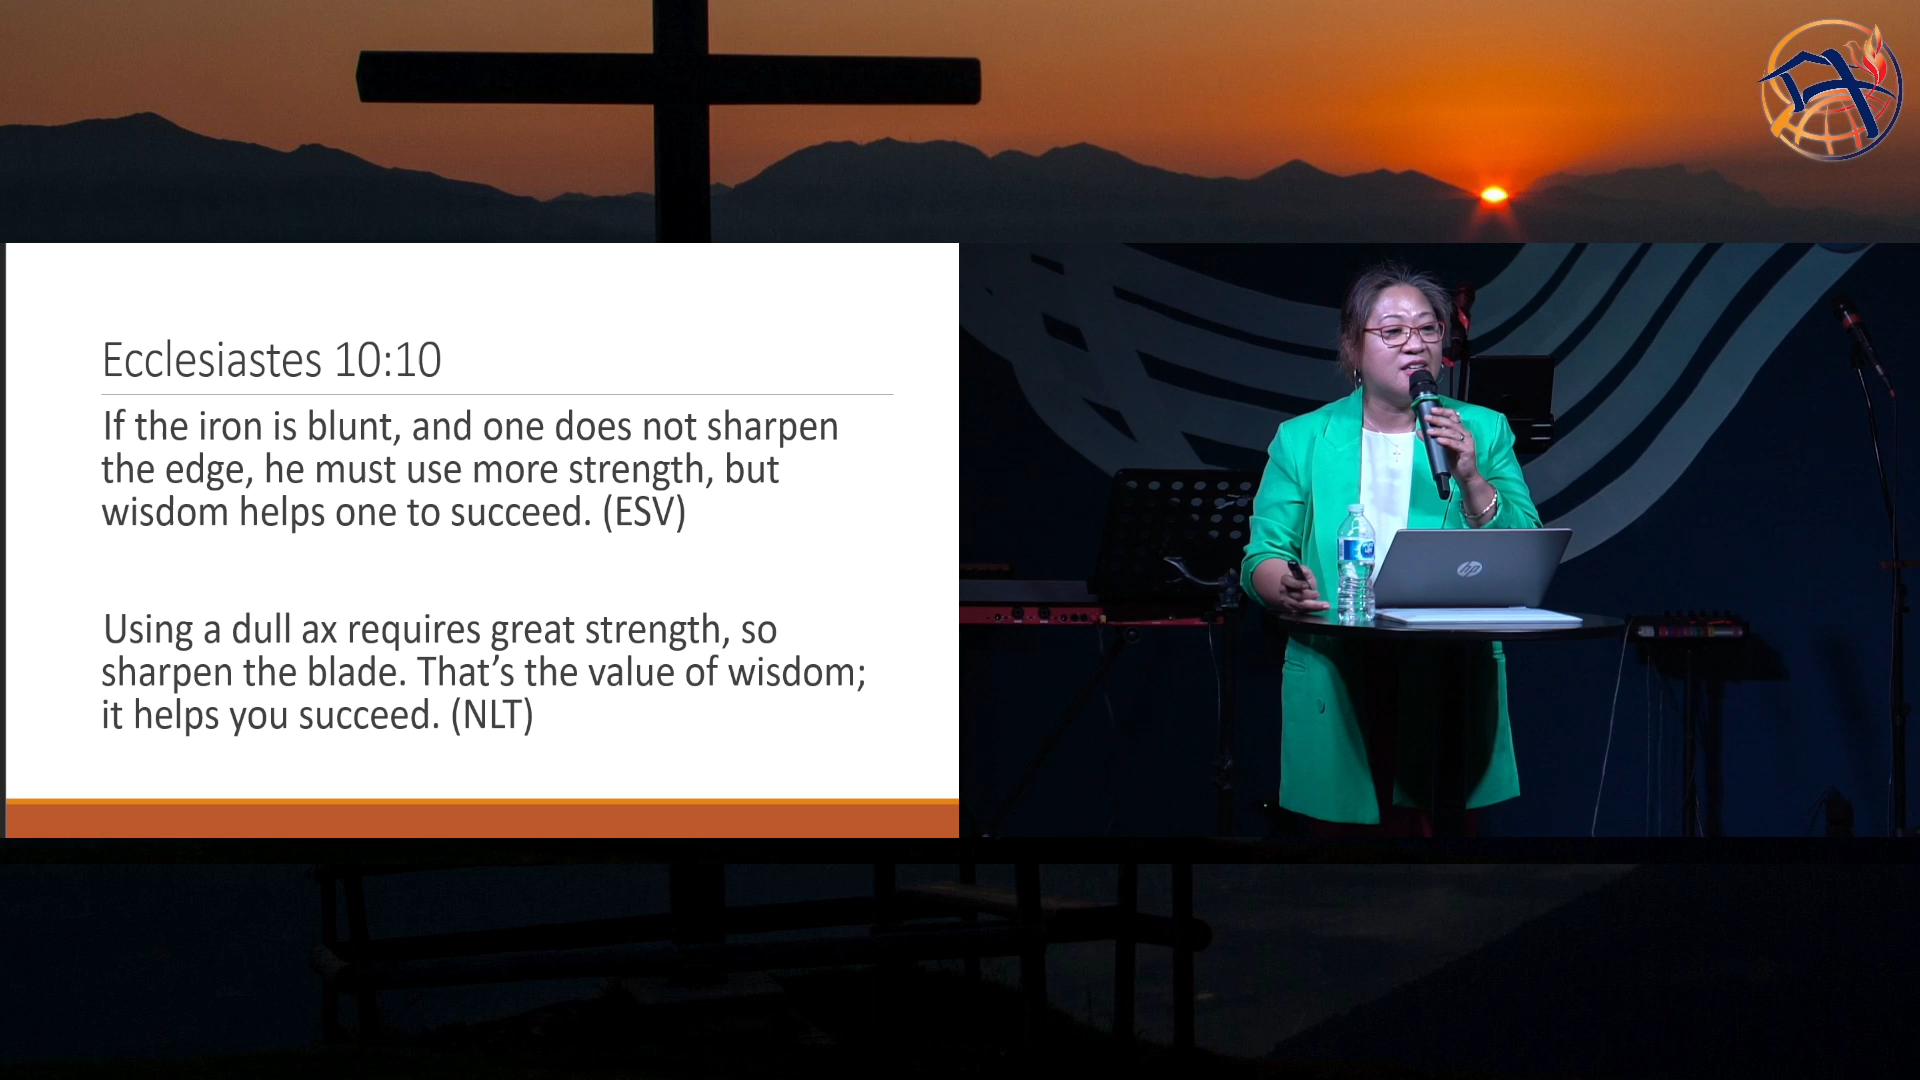 Ecclesiastes 10:10
If the iron is blunt, and one does not sharpen
the edge, he must use more strength, but
wisdom helps one to succeed. (ESV)
Using a dull ax requires great strength, so
sharpen the blade. That’s the value of wisdom;
it helps you succeed. (NLT)
hp